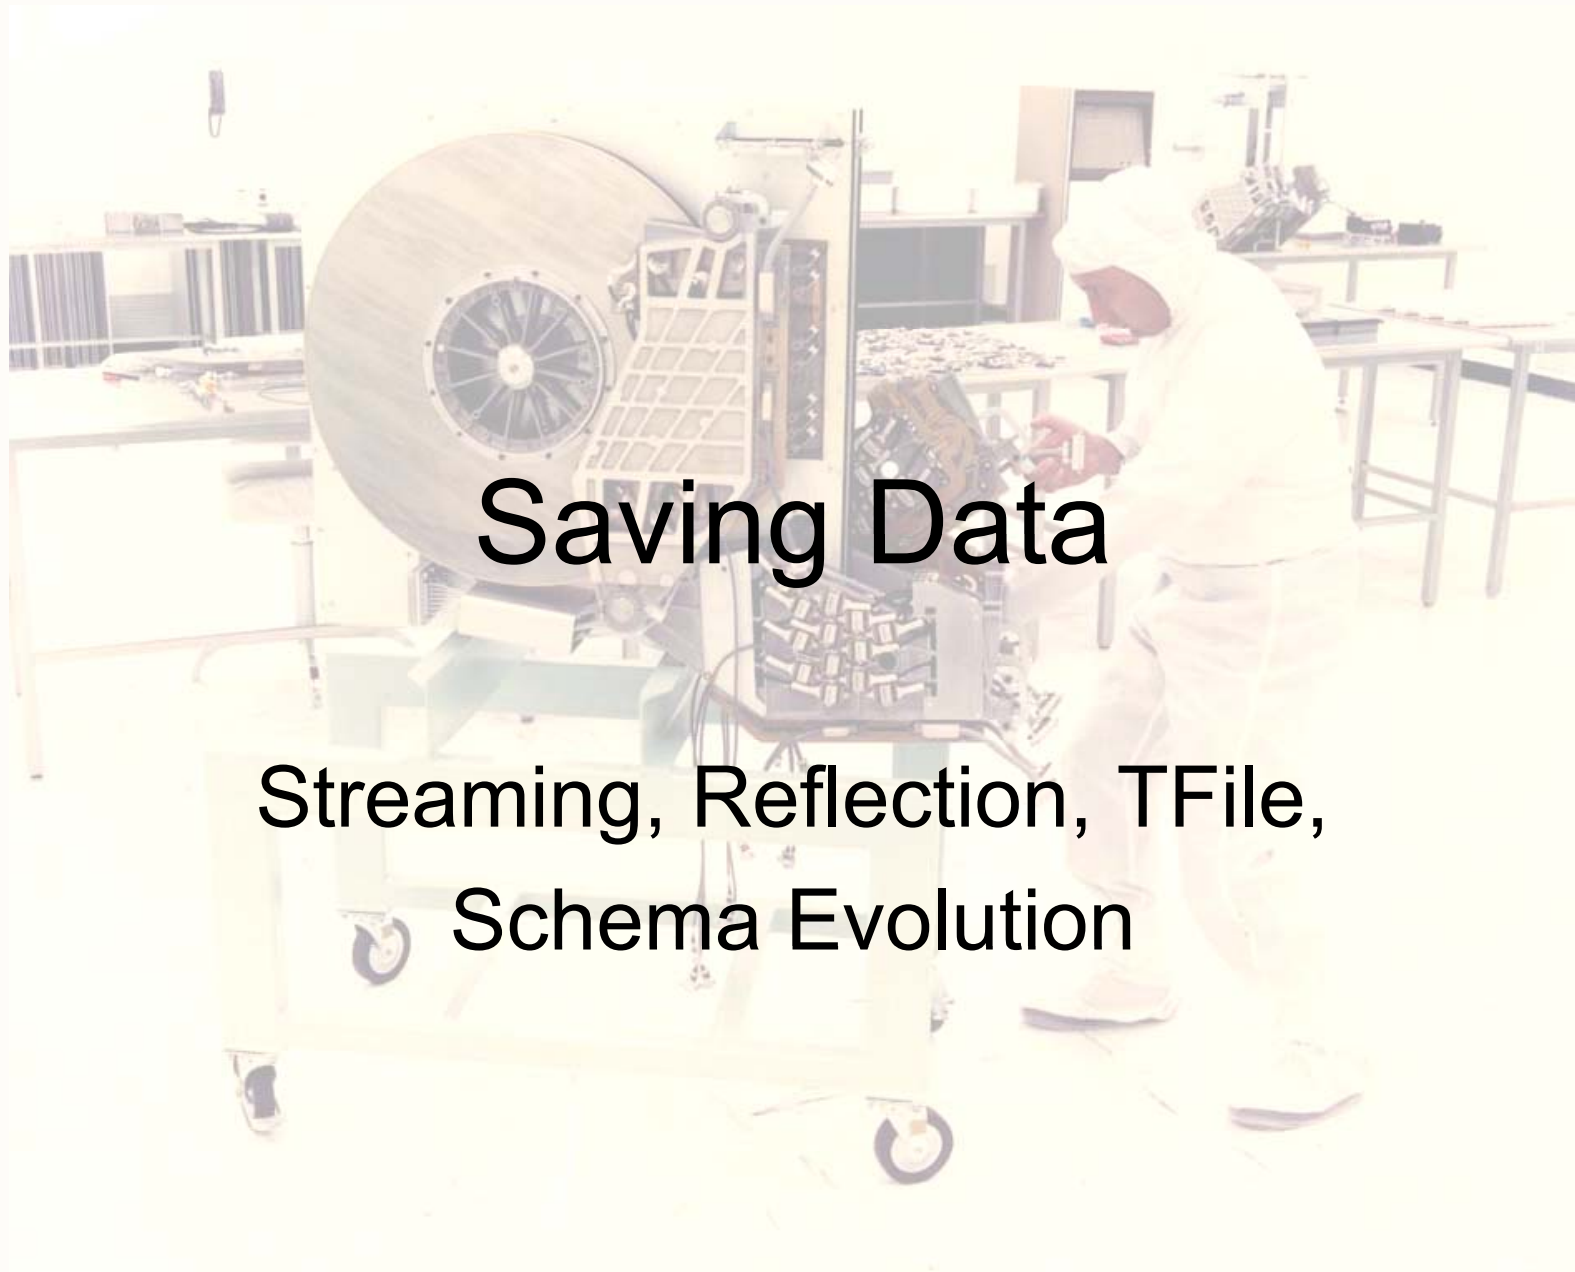 Saving Data
Streaming, Reflection, TFile,
Schema Evolution